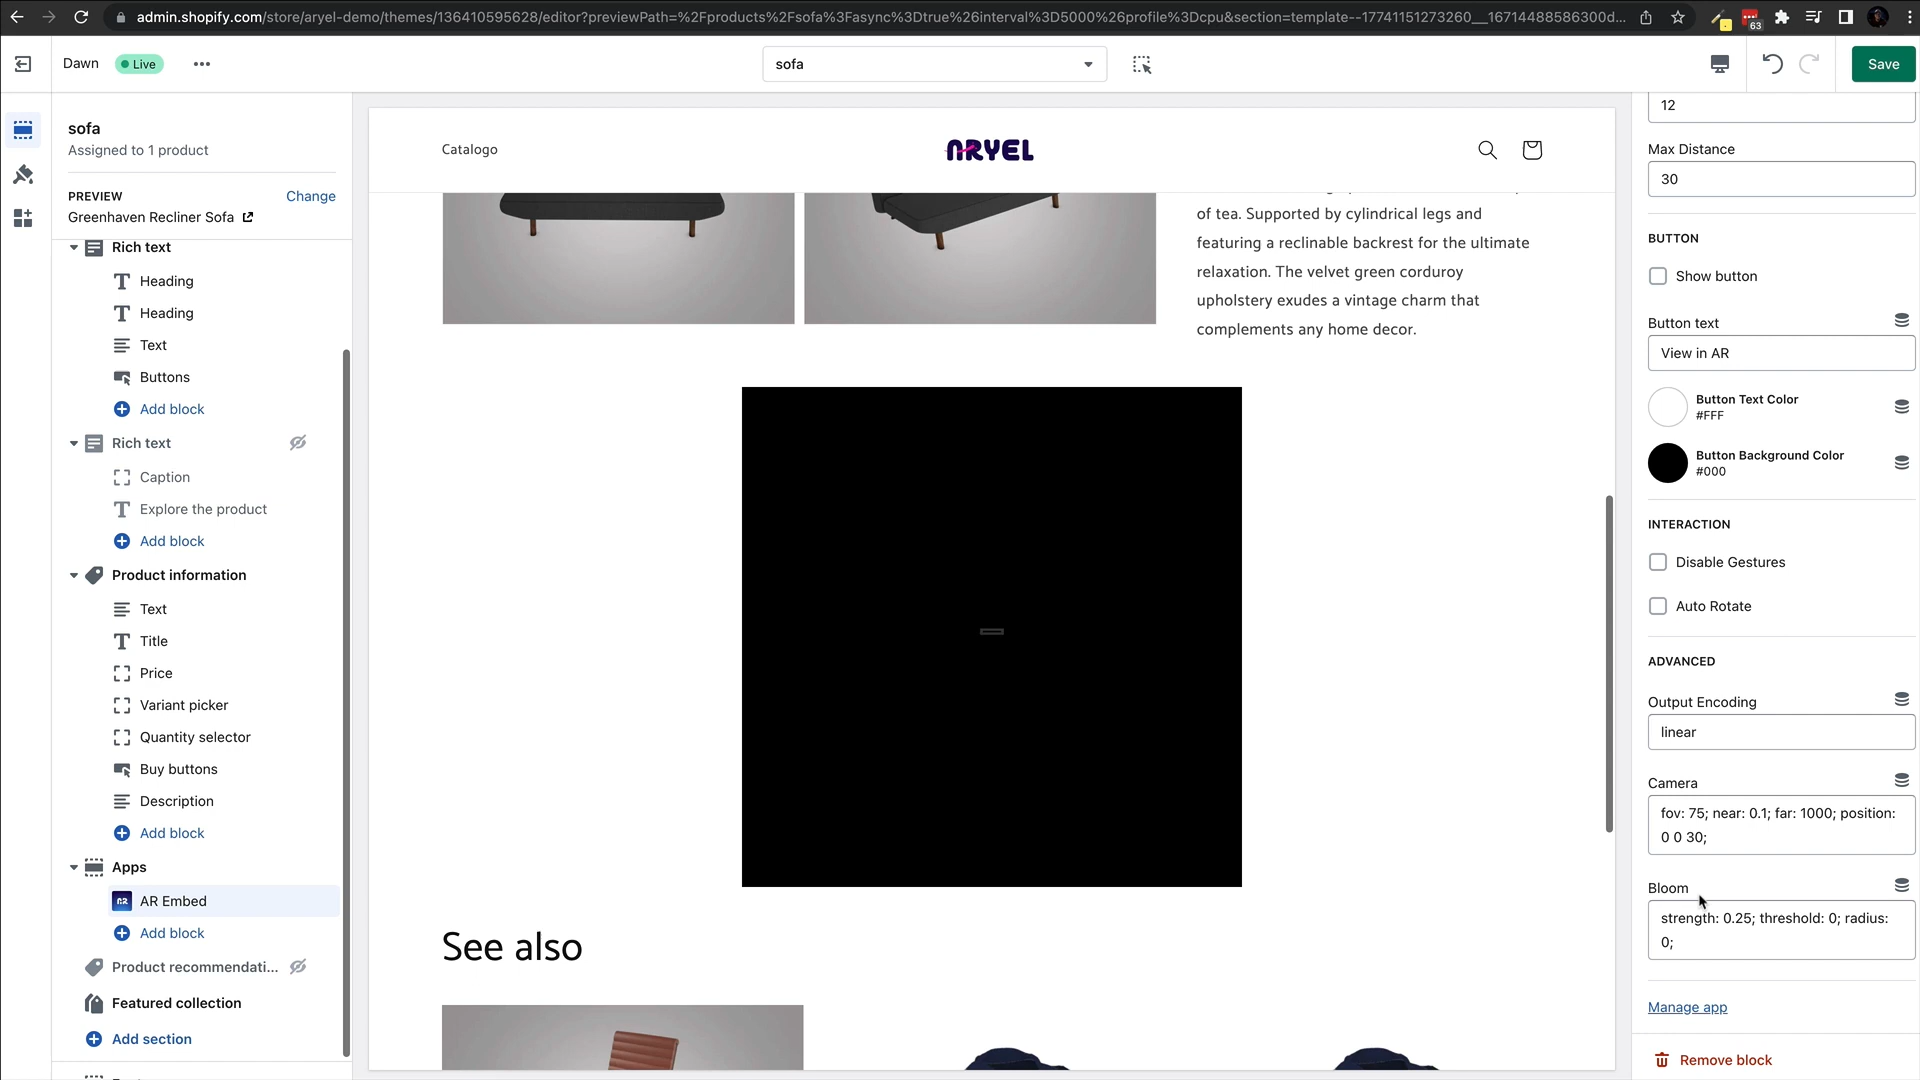 admin.shopify.com/store/aryel-demo/themes/136410595628/editor?previewPath=%2Fproducts%2Fsofa%3Fasync%3Dtrue%26interval%3D5000%26profile%3Dcpu&section=template--17741151273260__16714488586300d...
63
Dawn
Live
sofa
Save
sofa
Assigned to 1 product
PREVIEW
Change
Greenhaven Recliner Sofa
Rich text
Heading
Heading
Text
Buttons
Add block
Rich text
Caption
Explore the product
Add block
Product information
Text
Title
Price
Variant picker
Quantity selector
Buy buttons
Description
Add block
Apps
AR Embed
Add block
Product recommendati...
Featured collection
Add section
Catalogo
ARYEL
of tea. Supported by cylindrical legs and
featuring a reclinable backrest for the ultimate
relaxation. The velvet green corduroy
upholstery exudes a vintage charm that
complements any home decor.
See also
12
Max Distance
30
BUTTON
Show button
Button text
View in AR
Button Text Color
#FFF
Button Background Color
#000
INTERACTION
Disable Gestures
Auto Rotate
ADVANCED
Output Encoding
linear
Camera
fov: 75; near: 0.1; far: 1000; position:
0 0 30;
Bloom
strength: 0.25; threshold: 0; radius:
0;
Manage app
Remove block